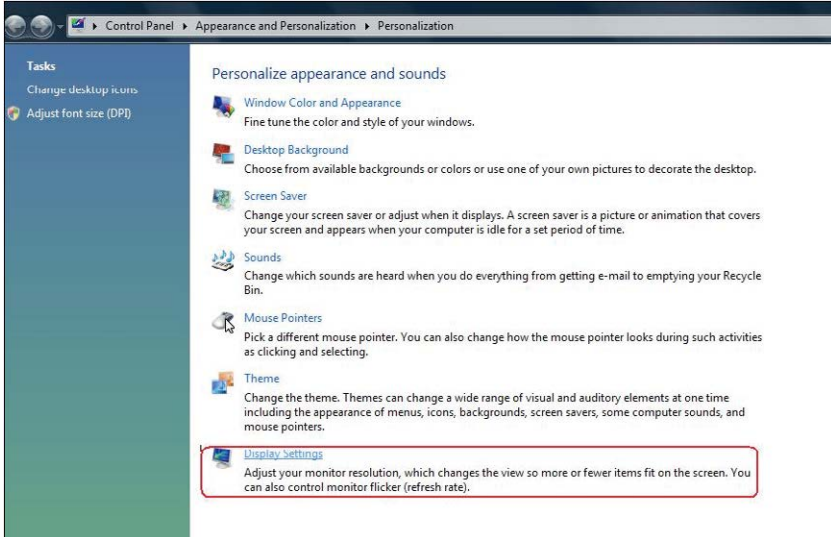 Control Panel ▸ Appearance and Personalization ▸ Personalization
Tasks
Change desktop icons
Adjust font size (DPI)
Personalize appearance and sounds
Window Color and Appearance
Fine tune the color and style of your windows.
Desktop Background
Choose from available backgrounds or colors or use one of your own pictures to decorate the desktop.
Screen Saver
Change your screen saver or adjust when it displays. A screen saver is a picture or animation that covers
your screen and appears when your computer is idle for a set period of time.
Sounds
Change which sounds are heard when you do everything from getting e-mail to emptying your Recycle
Bin.
Mouse Pointers
Pick a different mouse pointer. You can also change how the mouse pointer looks during such activities
as clicking and selecting.
Theme
Change the theme. Themes can change a wide range of visual and auditory elements at one time
including the appearance of menus, icons, backgrounds, screen savers, some computer sounds, and
mouse pointers.
Display Settings
Adjust your monitor resolution, which changes the view so more or fewer items fit on the screen. You
can also control monitor flicker (refresh rate).